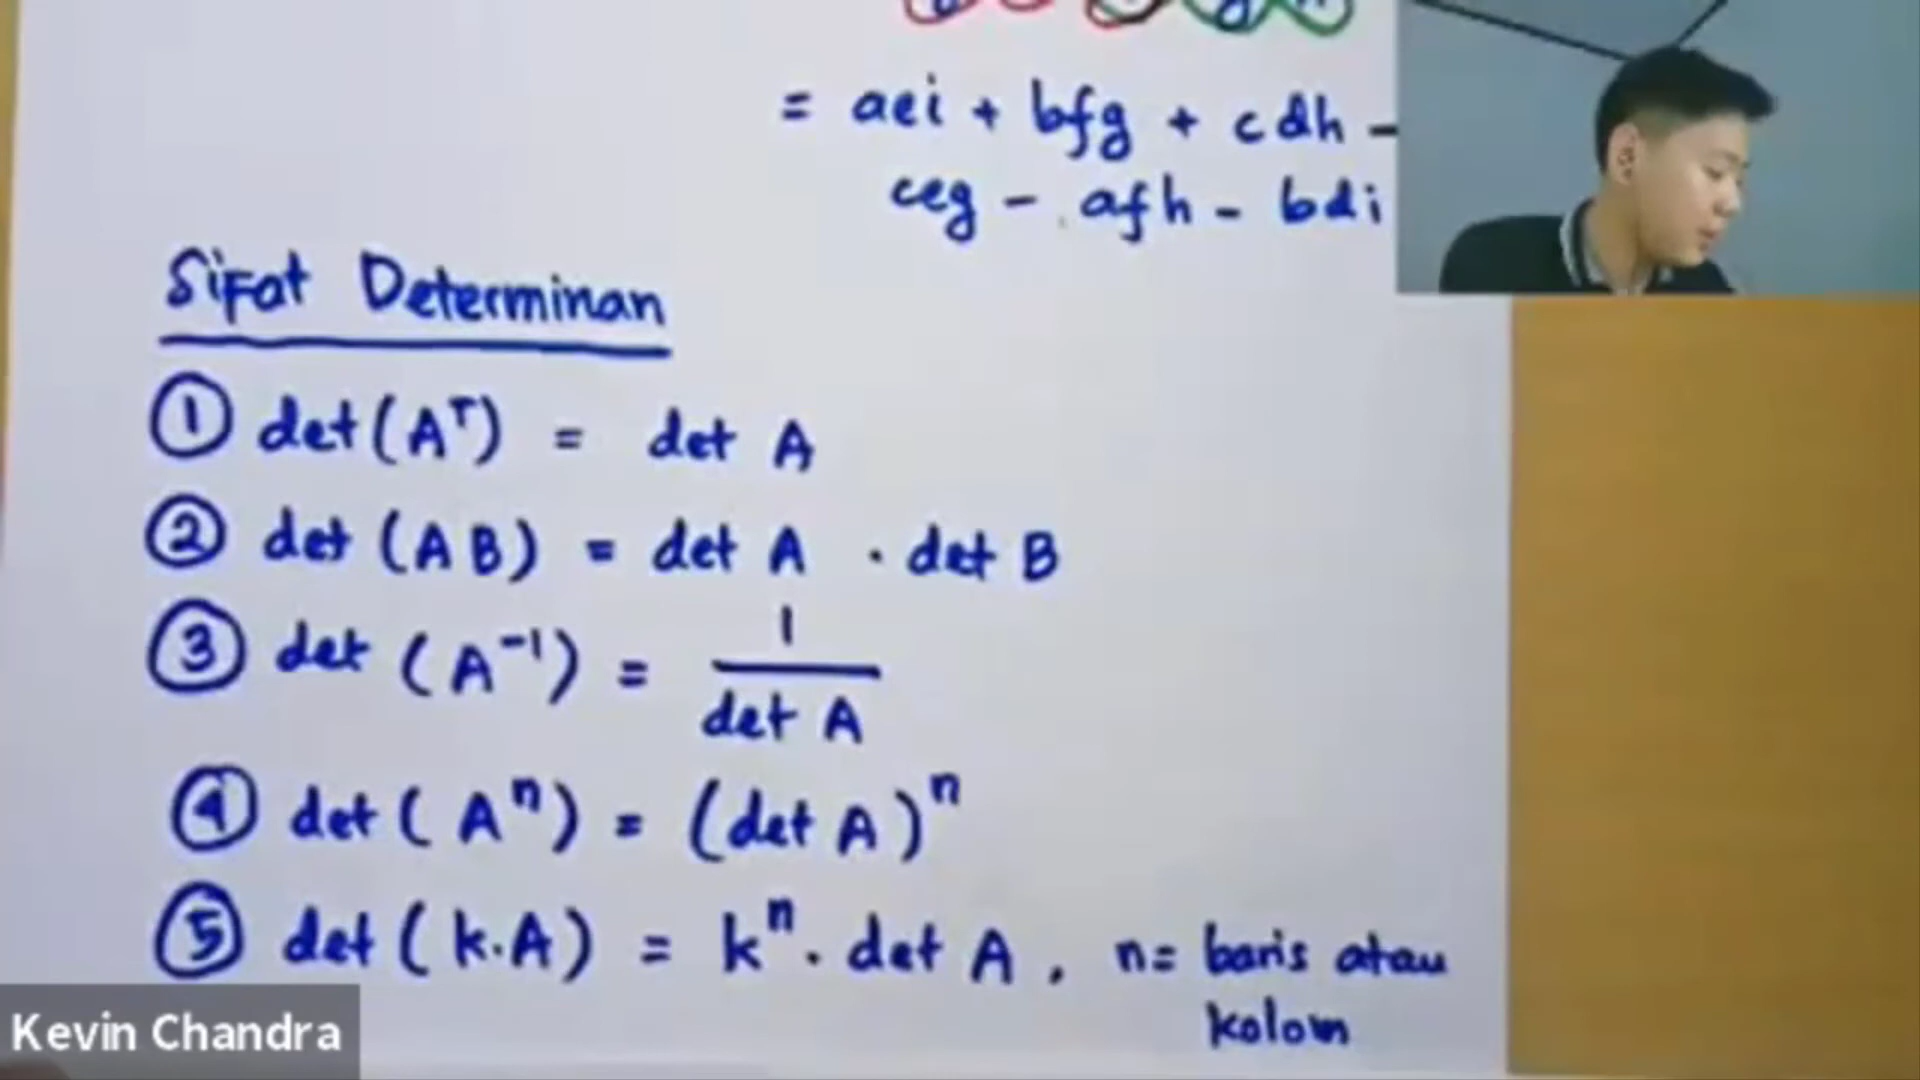 = aei + bfg + cdh -
ceg - afh - bdi
Sifat Determinan
① det(Aᵀ) = det A
② det (AB) = det A . det B
③ det (A⁻¹) = 1
det A
④ det (Aⁿ) = (det A)ⁿ
⑤ det (k.A) = kⁿ. det A , n= baris atau
kolom
Kevin Chandra